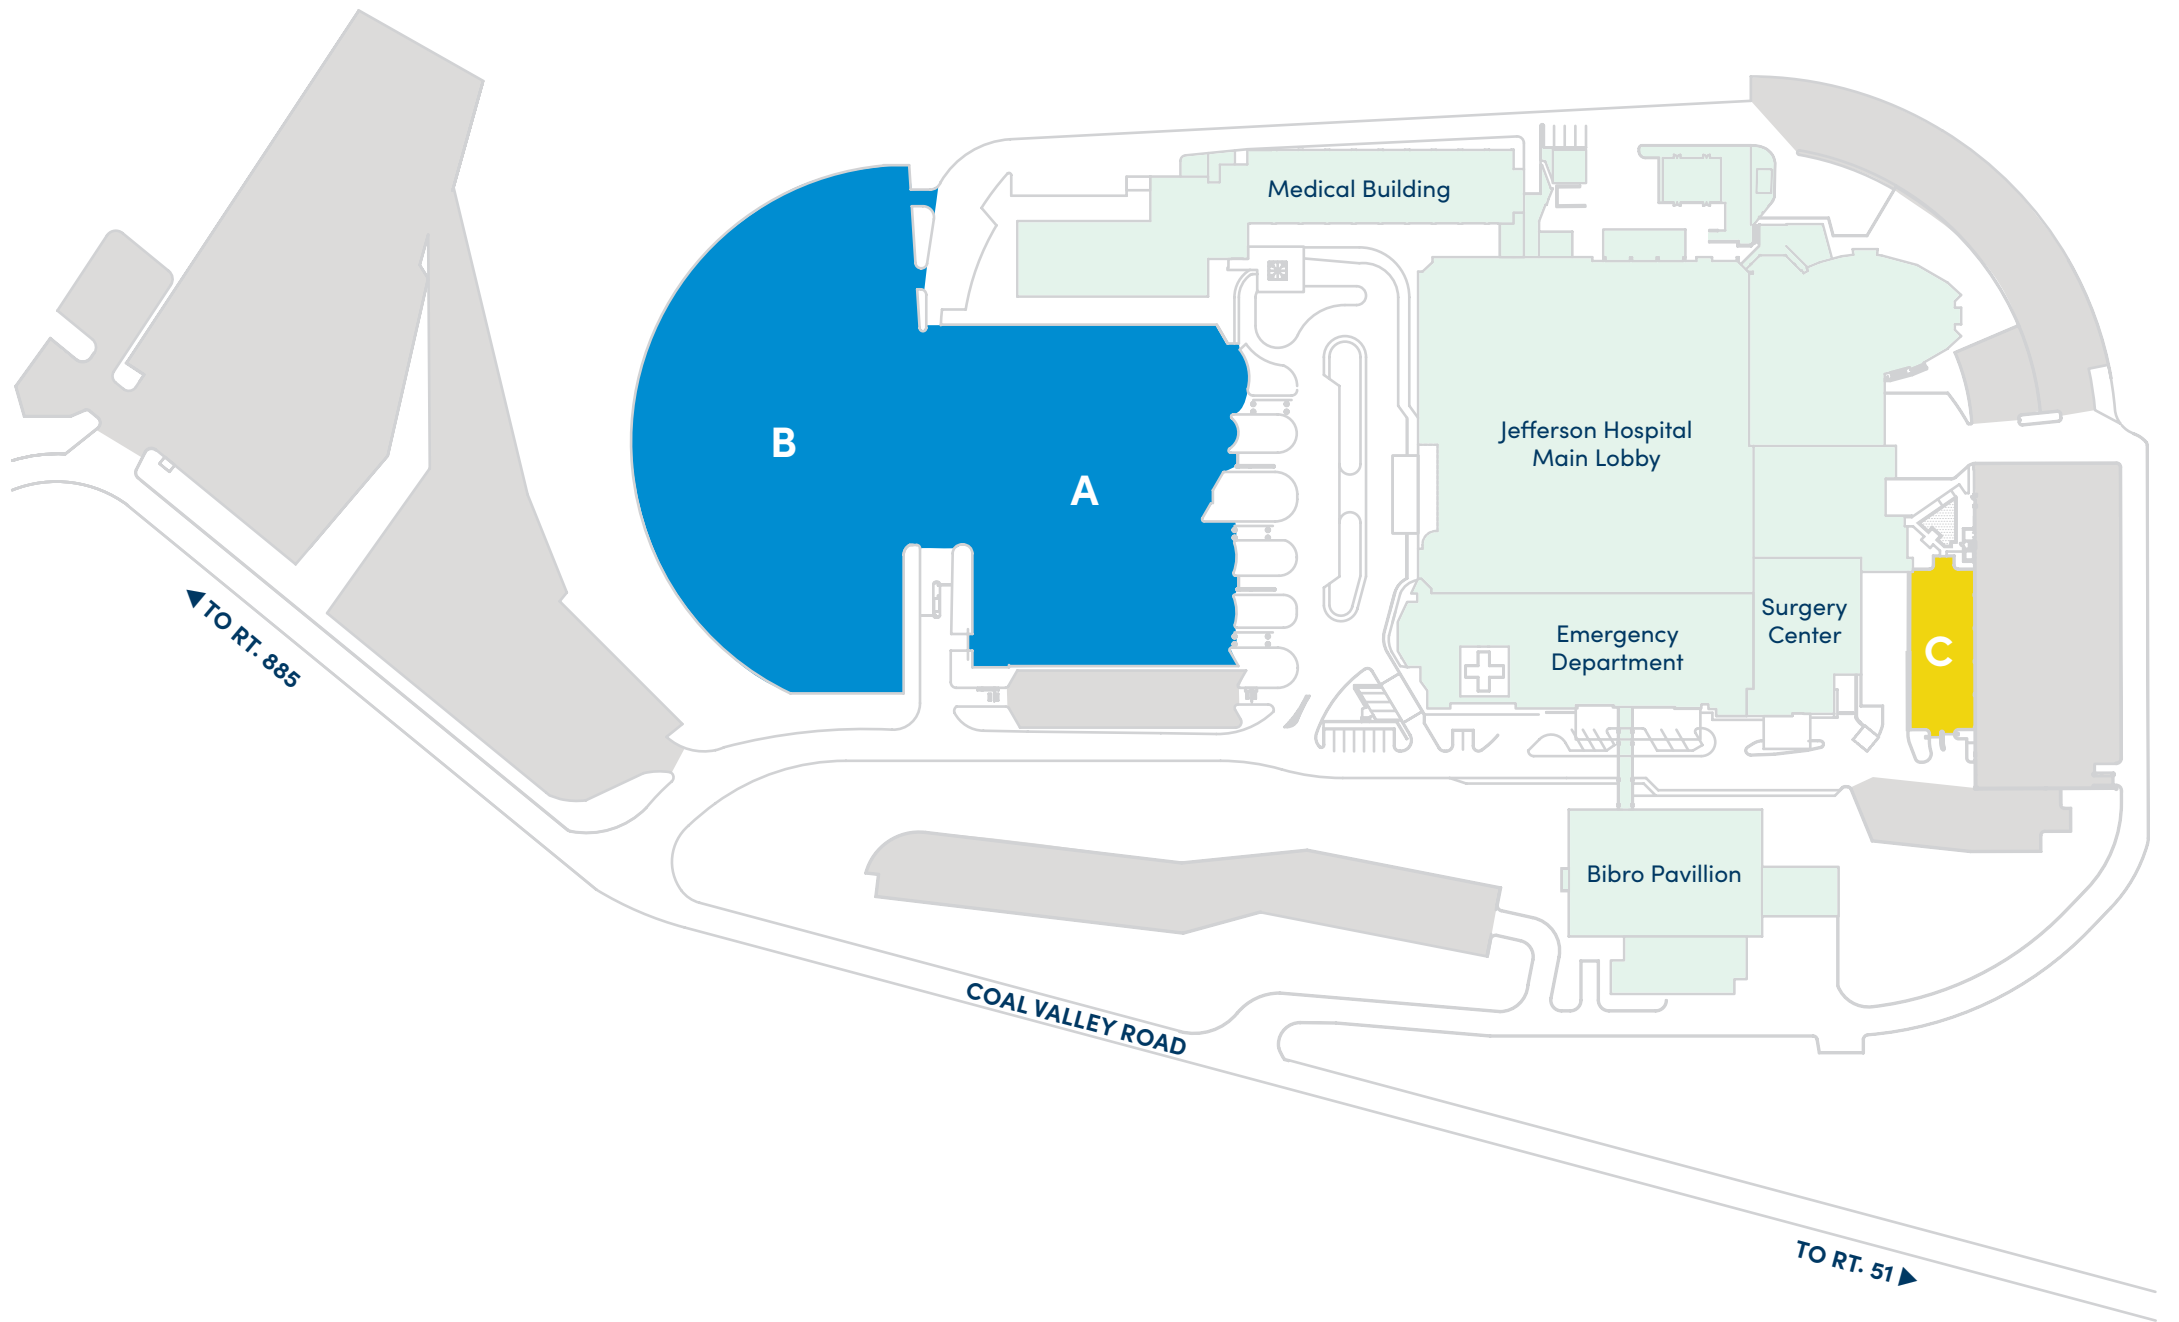 Medical Building
B
A
Jefferson Hospital
Main Lobby
Surgery
Center
Emergency
Department
C
◀ TO RT. 885
Bibro Pavillion
COAL VALLEY ROAD
TO RT. 51 ▶